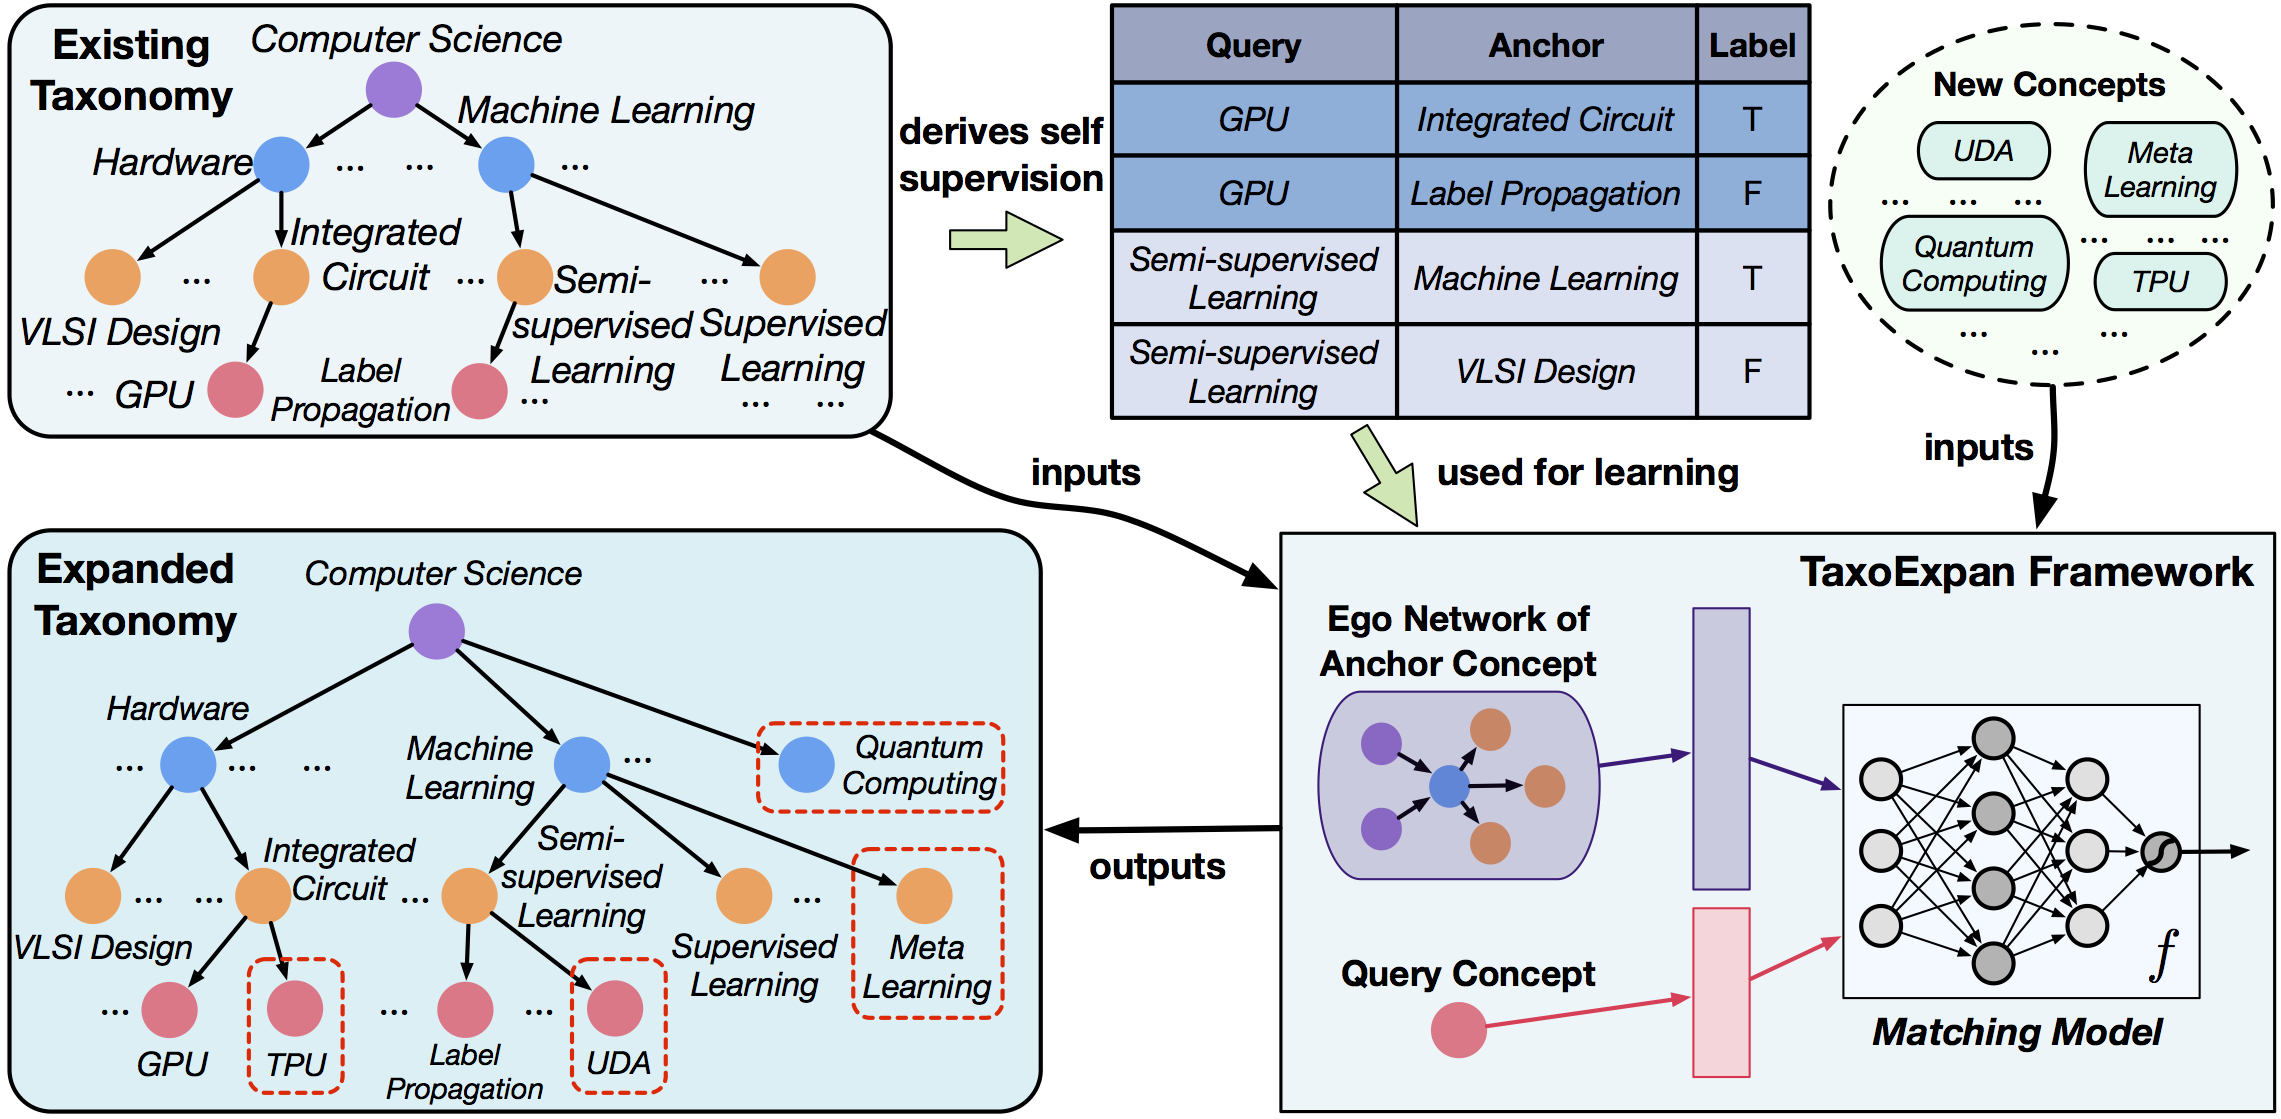 Existing
Taxonomy
Computer Science
Machine Learning
Hardware
...
...
...
Integrated
Circuit
...
...
Semi-
supervised
Learning
...
VLSI Design
Supervised
Learning
... GPU
Label
Propagation
...
...
...
derives self
supervision
Query Anchor Label
GPU Integrated Circuit T
GPU Label Propagation F
Semi-supervised
Learning
Machine Learning T
Semi-supervised
Learning
VLSI Design F
New Concepts
UDA
Meta
Learning
... ... ...
Quantum
Computing
... ... ...
TPU
... ...
...
inputs
used for learning
inputs
Expanded
Taxonomy
Computer Science
Hardware
Machine
Learning
...
Quantum
Computing
... ... ...
Integrated
Circuit
Semi-
supervised
Learning
... ... ... ...
VLSI Design
Supervised
Learning
Meta
Learning
... ... ...
GPU
TPU
Label
Propagation
UDA
outputs
TaxoExpan Framework
Ego Network of
Anchor Concept
Query Concept
f
Matching Model